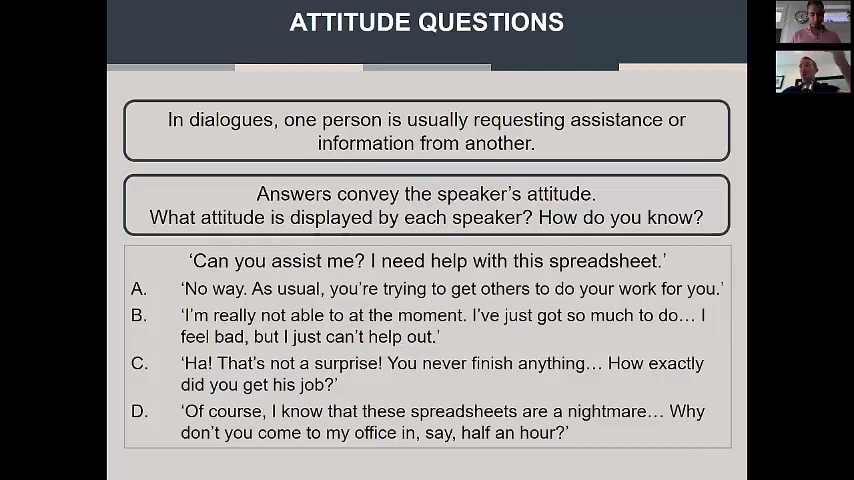 ATTITUDE QUESTIONS
In dialogues, one person is usually requesting assistance or
information from another.
Answers convey the speaker's attitude.
What attitude is displayed by each speaker? How do you know?
'Can you assist me? I need help with this spreadsheet.'
A. 'No way. As usual, you're trying to get others to do your work for you.'
B. 'I'm really not able to at the moment. I've just got so much to do… I
feel bad, but I just can't help out.'
C. 'Ha! That's not a surprise! You never finish anything… How exactly
did you get his job?'
D. 'Of course, I know that these spreadsheets are a nightmare… Why
don't you come to my office in, say, half an hour?'